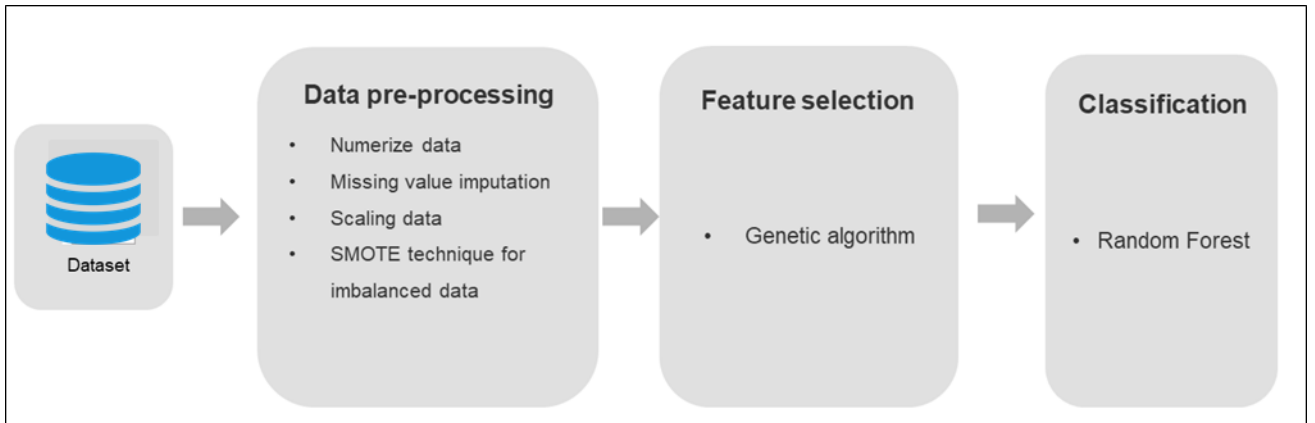 Dataset
Data pre-processing
• Numerize data
• Missing value imputation
• Scaling data
• SMOTE technique for
imbalanced data
Feature selection
• Genetic algorithm
Classification
• Random Forest